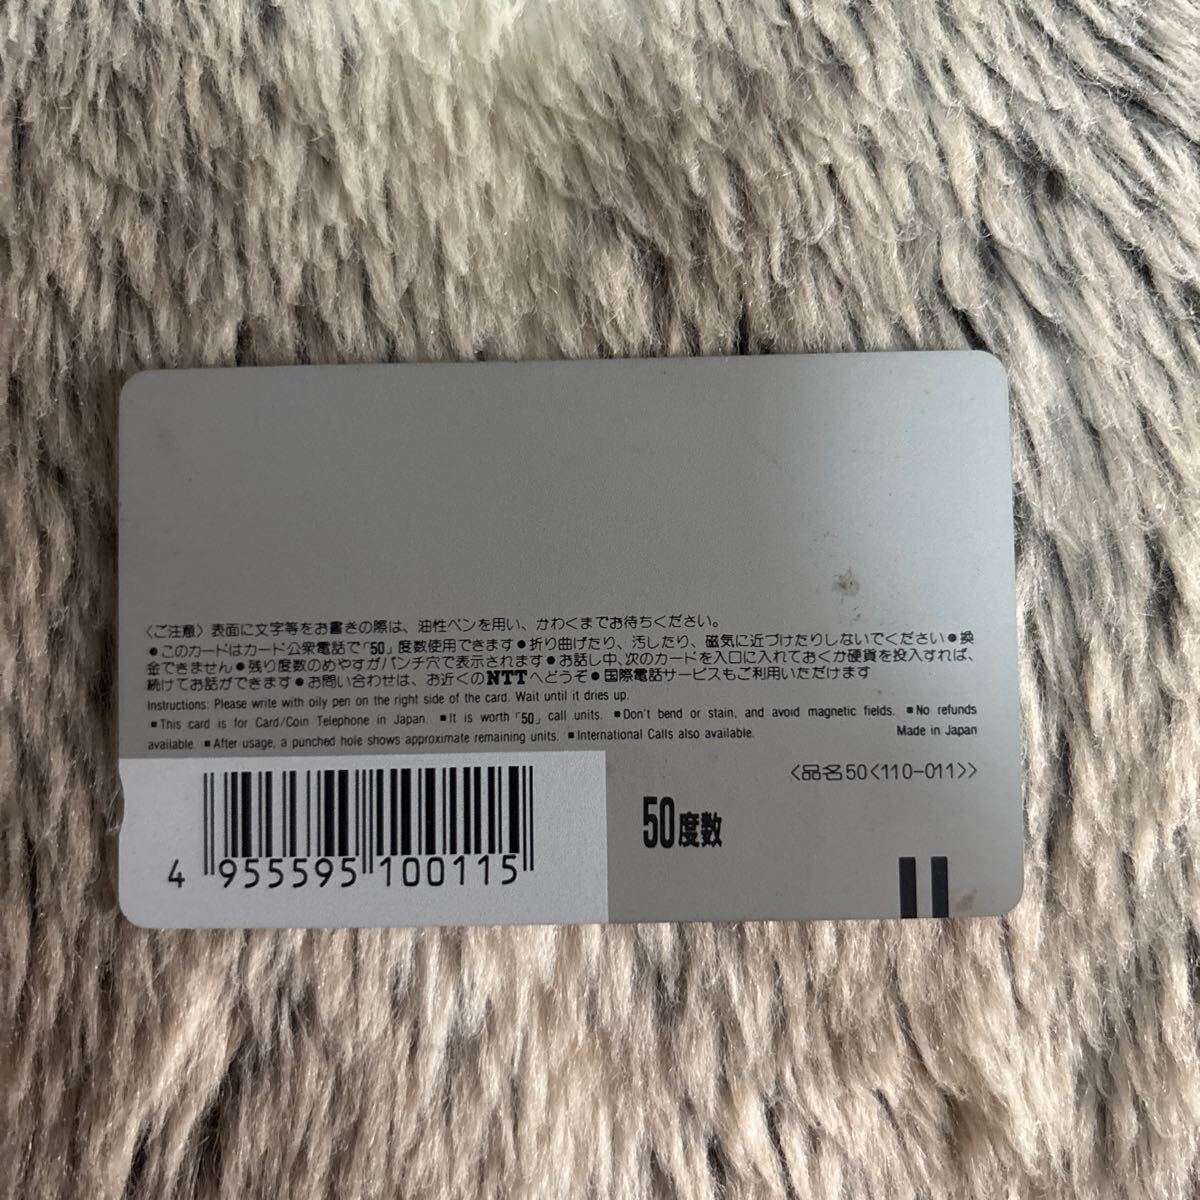 〈ご注意〉表面に文字等をお書きの際は、油性ペンを用い、かわくまでお待ちください。
●このカードはカード公衆電話で「50」度数使用できます●折り曲げたり、汚したり、磁気に近づけたりしないでください●換
金できません●残り度数のめやすがパンチ穴で表示されます●お話し中、次のカードを入口に入れておくか硬貨を投入すれば、
続けてお話ができます●お問い合わせは、お近くのNTTへどうぞ●国際電話サービスもご利用いただけます
Instructions: Please write with oily pen on the right side of the card. Wait until it dries up.
■This card is for Card/Coin Telephone in Japan. ■It is worth「50」call units. ■Don't bend or stain, and avoid magnetic fields. ■No refunds
available. ■After usage, a punched hole shows approximate remaining units. ■International Calls also available.
Made in Japan
〈品名50〈110-011〉〉
50度数
4 955595 100115